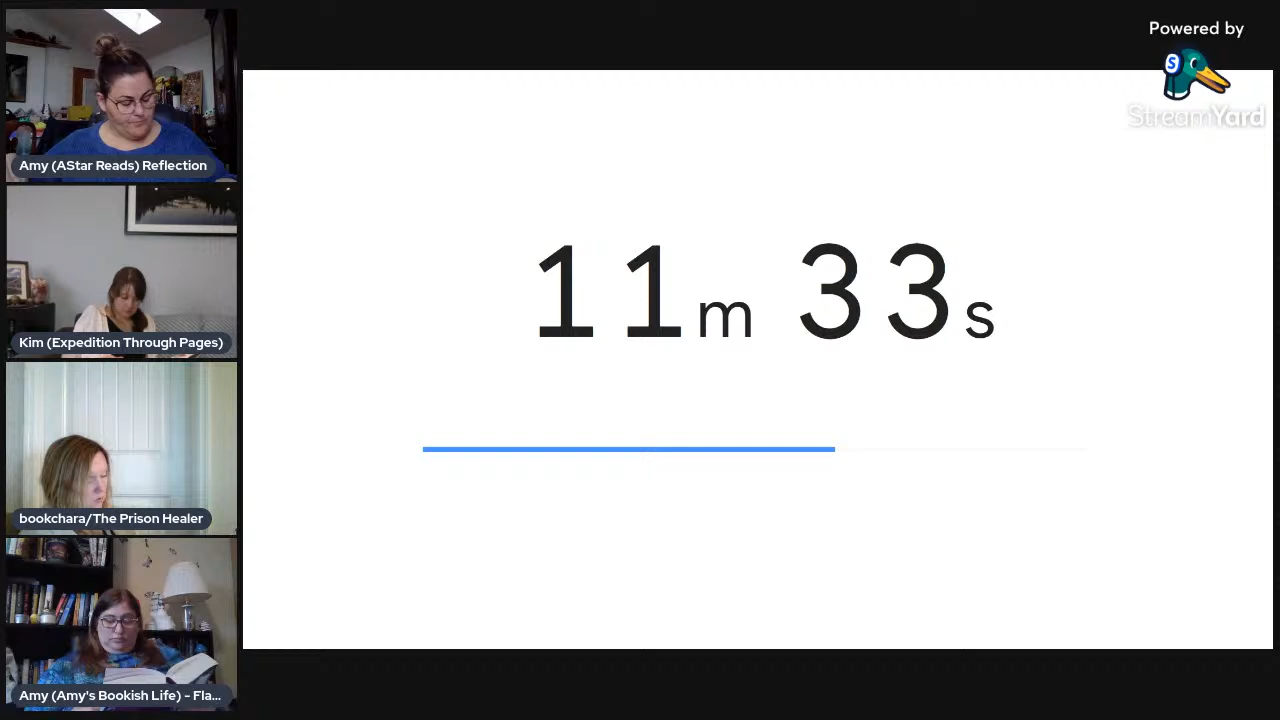 Powered by
StreamYard
Amy (AStar Reads) Reflection
Kim (Expedition Through Pages)
bookchara/The Prison Healer
Amy (Amy's Bookish Life) - Fla...
11m 33s